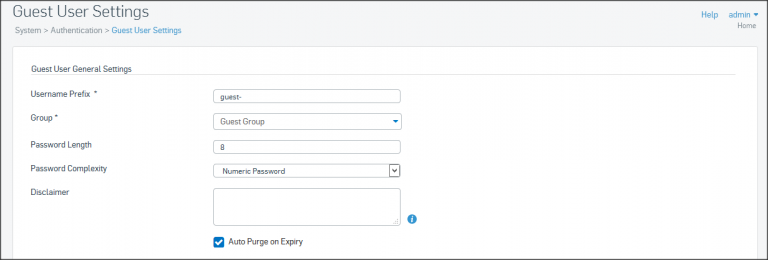 Guest User Settings
Help admin
System > Authentication > Guest User Settings
Home
Guest User General Settings
Username Prefix *
guest-
Group *
Guest Group
Password Length
8
Password Complexity
Numeric Password
Disclaimer
i
Auto Purge on Expiry